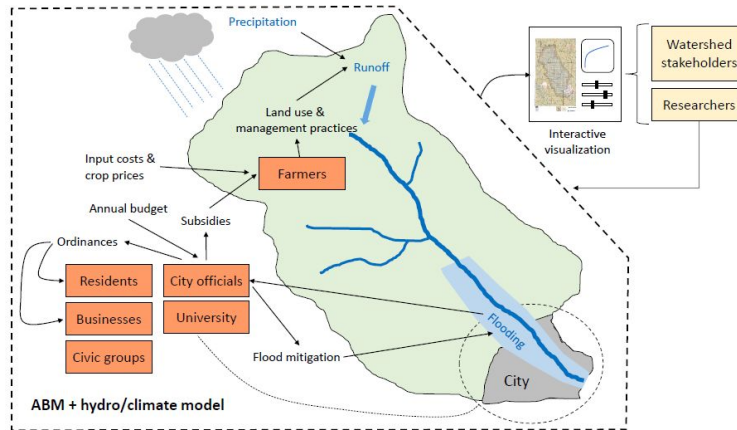 Precipitation
Runoff
Land use &
management practices
Input costs &
crop prices
Farmers
Annual budget
Subsidies
Ordinances
Residents
City officials
Businesses
University
Civic groups
Flood mitigation
Flooding
City
ABM + hydro/climate model
Interactive
visualization
Watershed
stakeholders
Researchers